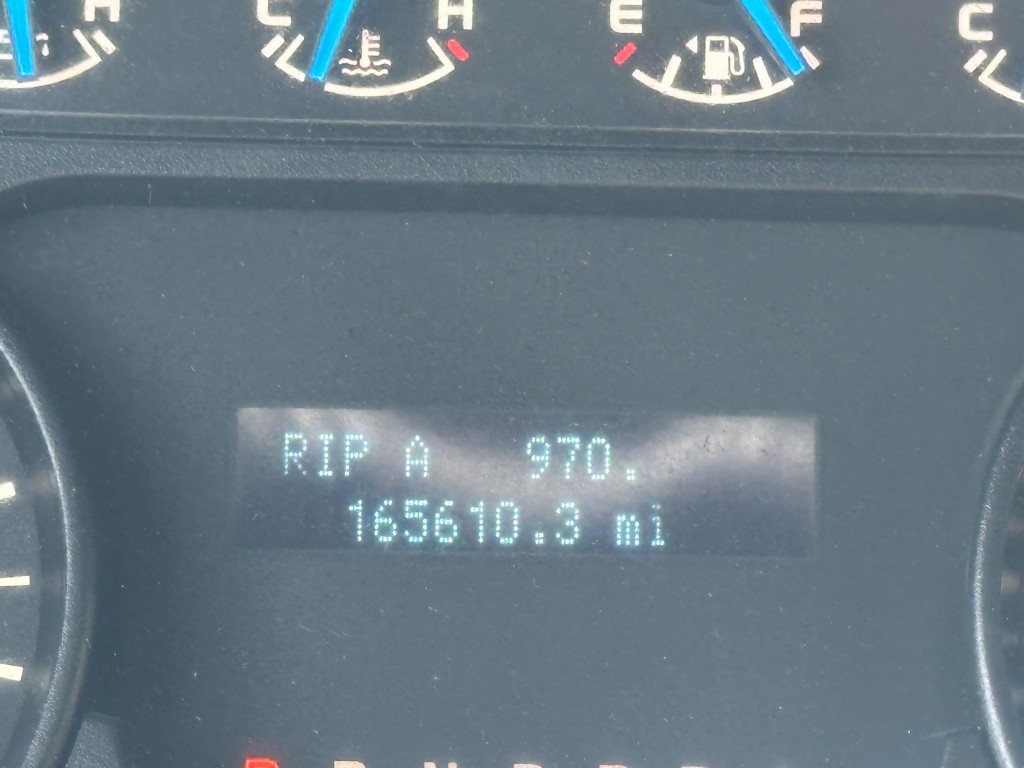 H C H E F C
RIP A 970.
165610.3 mi